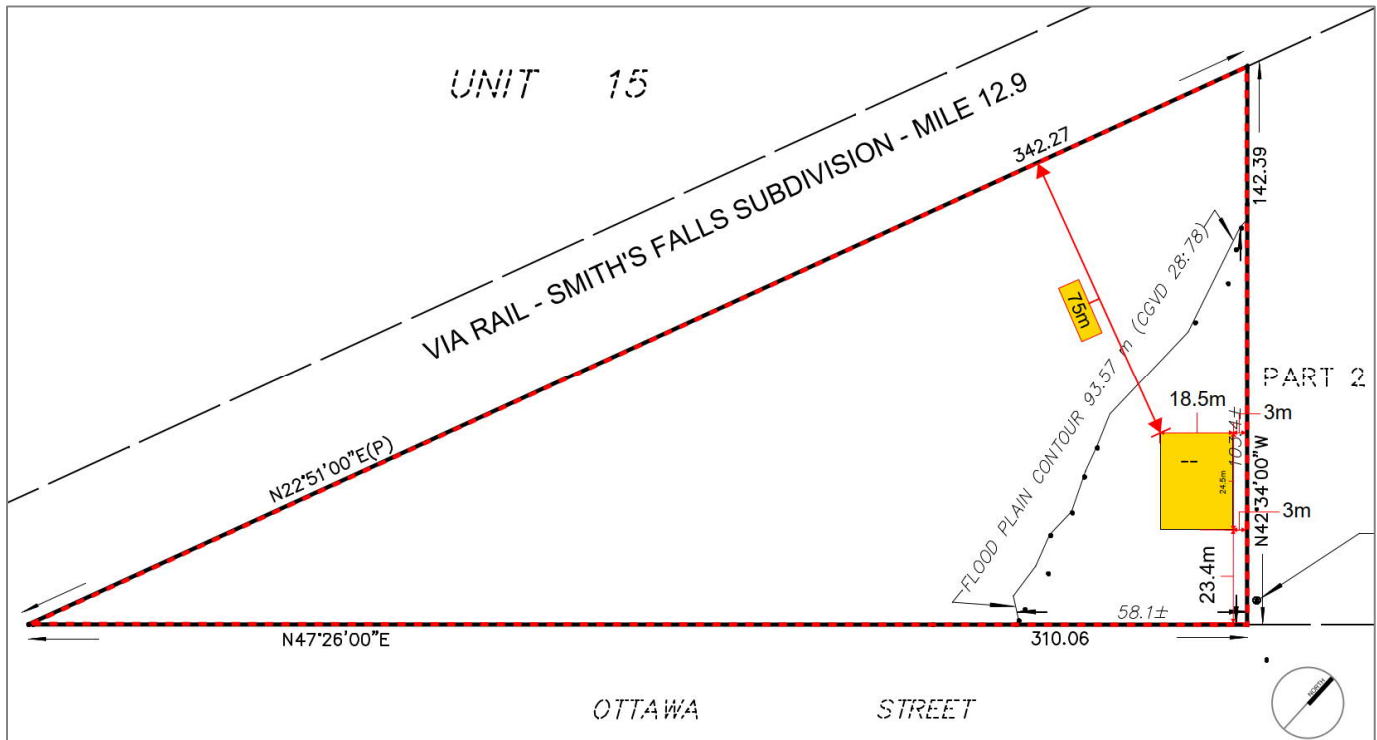 UNIT 15
VIA RAIL - SMITH'S FALLS SUBDIVISION - MILE 12.9
342.27
142.39
FLOOD PLAIN CONTOUR 93.57 m (CGVD 28:78)
75m
PART 2
18.5m
3m
103.4±
N22°51'00"E(P)
--
24.5m
N42°34'00"W
3m
23.4m
58.1±
N47°26'00"E
310.06
OTTAWA STREET
NORTH